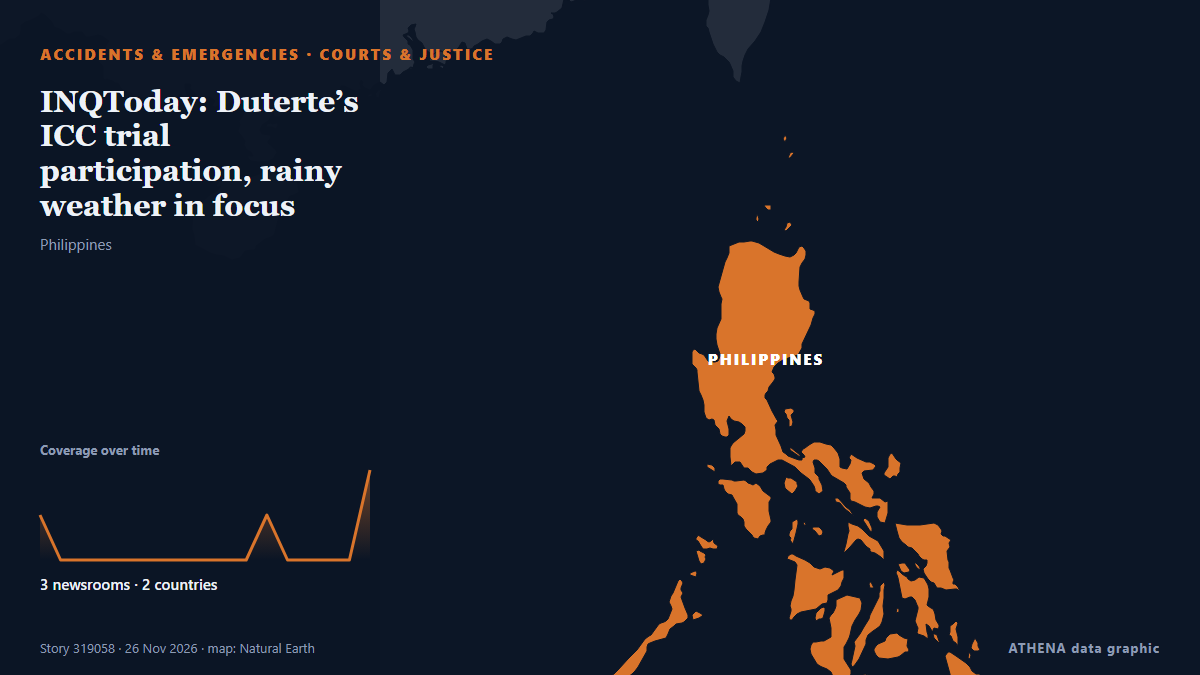 ACCIDENTS & EMERGENCIES · COURTS & JUSTICE
INQToday: Duterte’s
ICC trial
participation, rainy
weather in focus
Philippines
PHILIPPINES
Coverage over time
3 newsrooms · 2 countries
Story 319058 · 26 Nov 2026 · map: Natural Earth
ATHENA data graphic